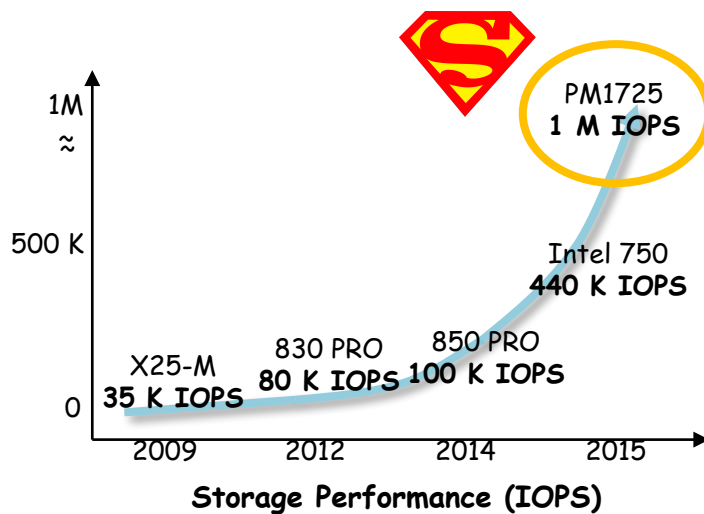 S
PM1725
1 M IOPS
1M
≈
500 K
Intel 750
440 K IOPS
850 PRO
100 K IOPS
830 PRO
80 K IOPS
X25-M
35 K IOPS
0
2009 2012 2014 2015
Storage Performance (IOPS)